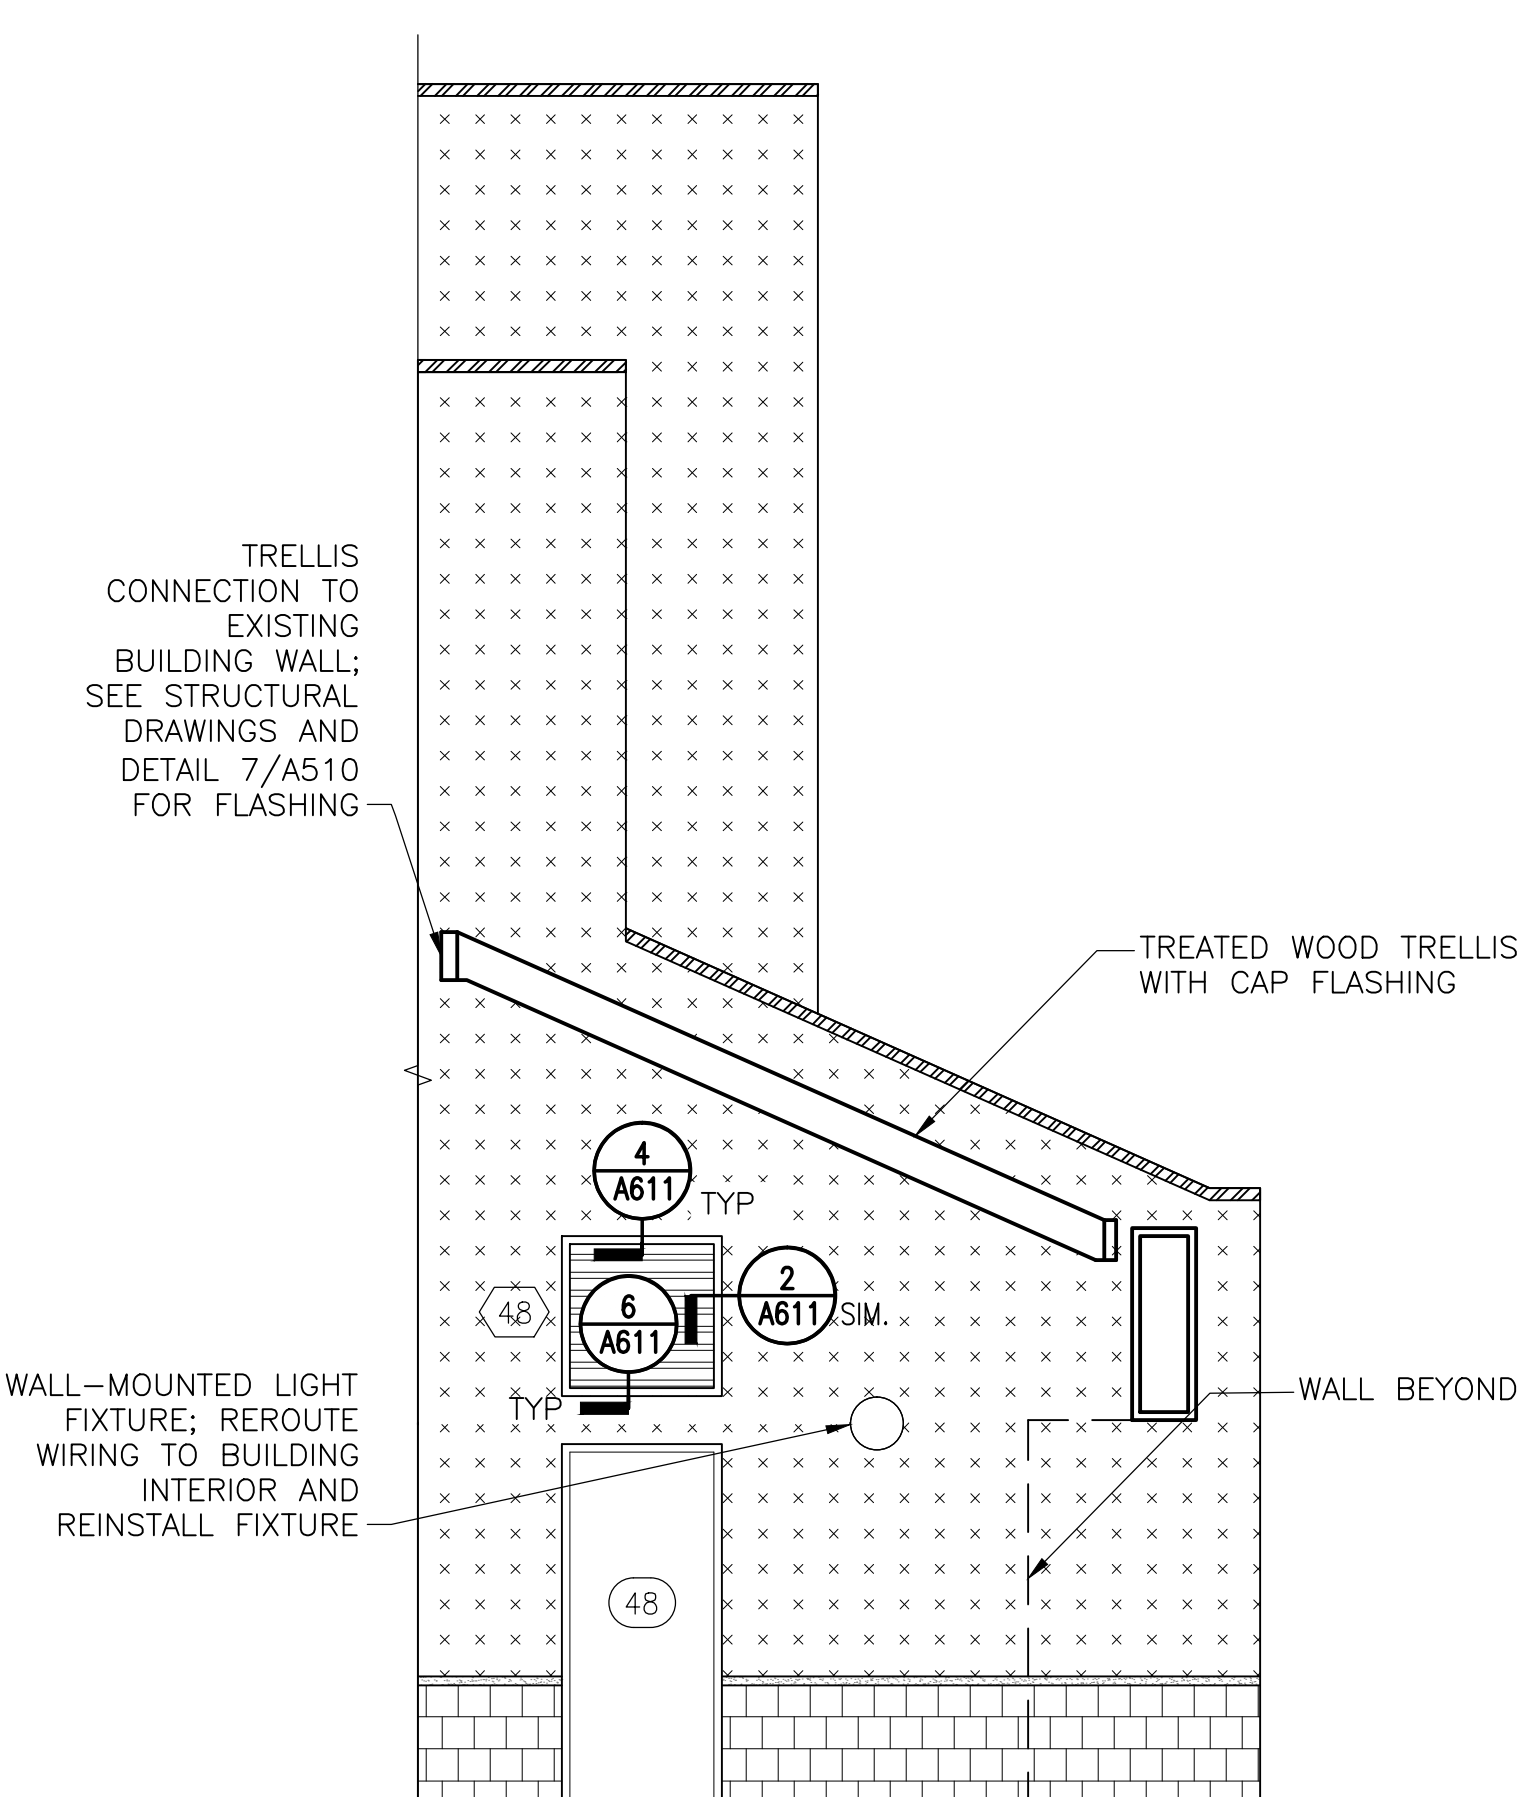 TRELLIS
CONNECTION TO
EXISTING
BUILDING WALL;
SEE STRUCTURAL
DRAWINGS AND
DETAIL 7/A510
FOR FLASHING
TREATED WOOD TRELLIS
WITH CAP FLASHING
4
A611
TYP
2
A611
SIM.
48
6
A611
TYP
WALL-MOUNTED LIGHT
FIXTURE; REROUTE
WIRING TO BUILDING
INTERIOR AND
REINSTALL FIXTURE
WALL BEYOND
48